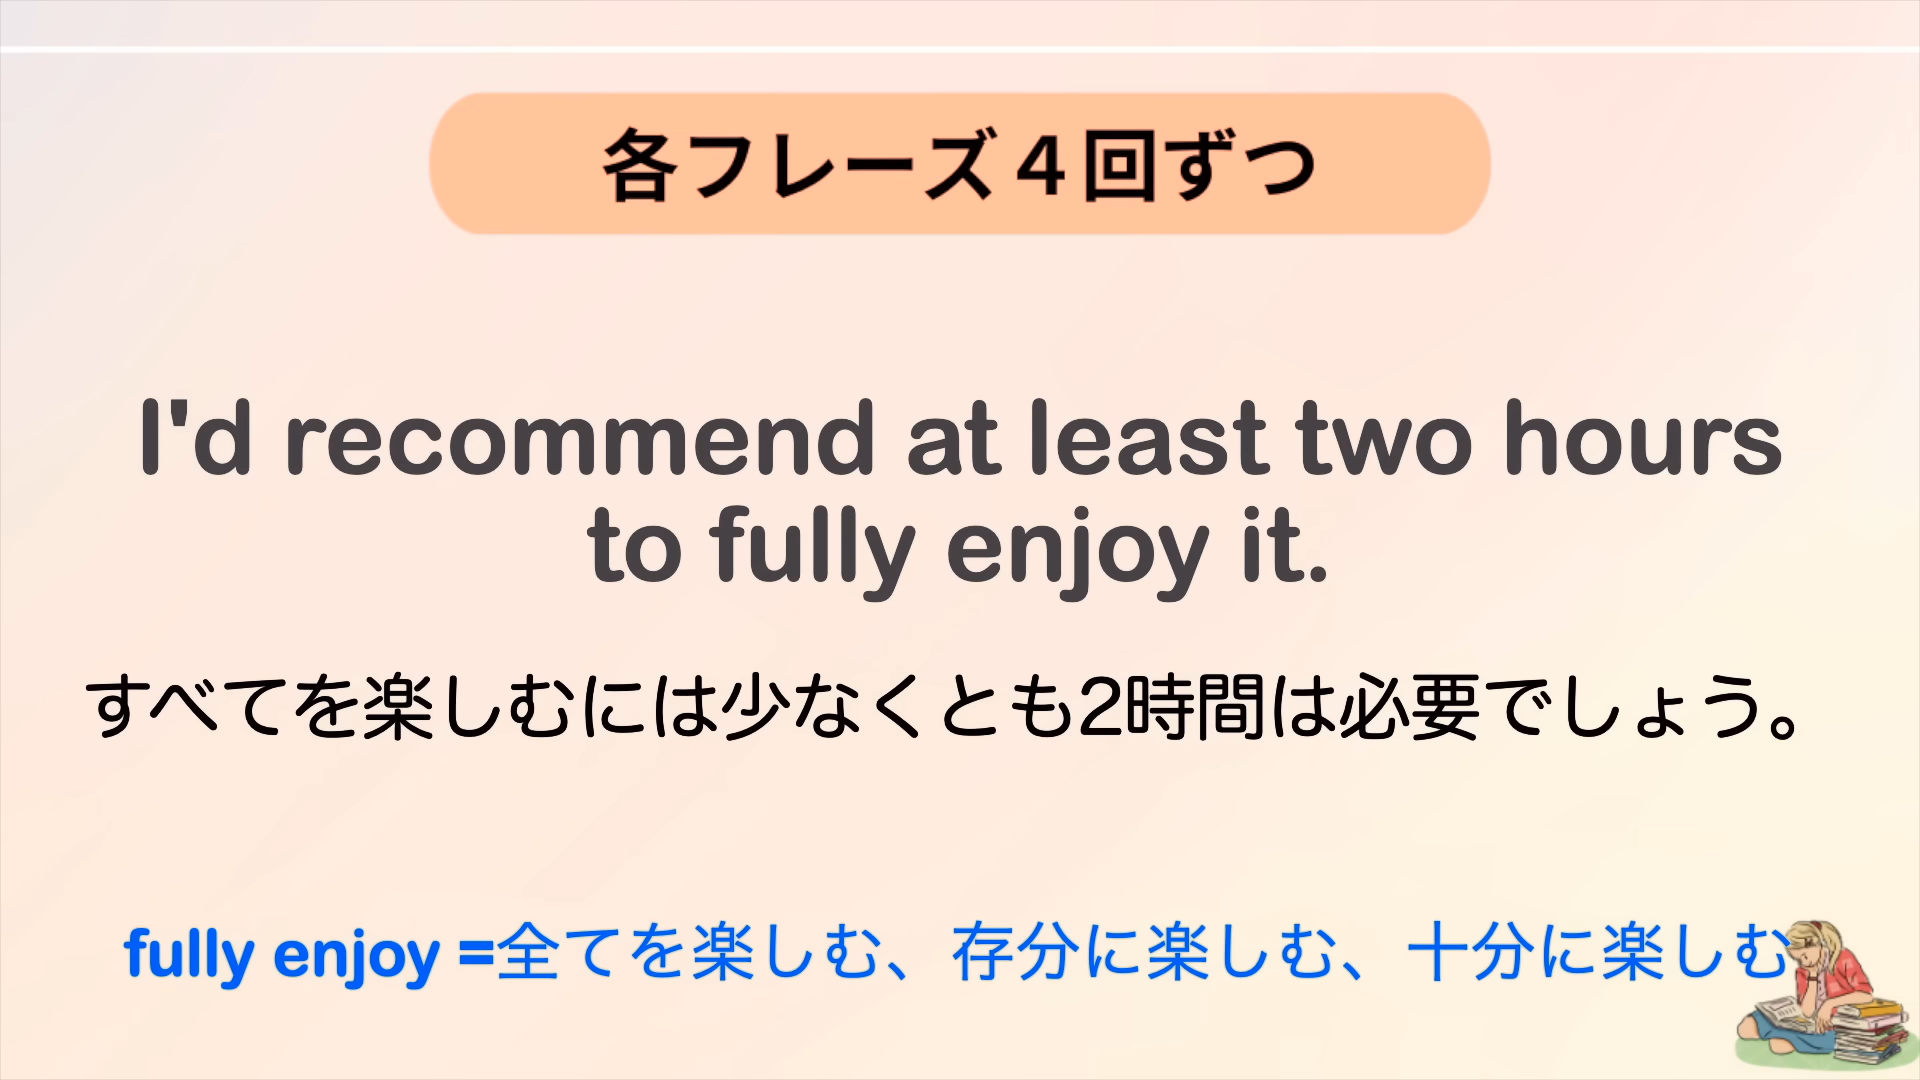 各フレーズ４回ずつ
I'd recommend at least two hours
to fully enjoy it.
すべてを楽しむには少なくとも2時間は必要でしょう。
fully enjoy =全てを楽しむ、存分に楽しむ、十分に楽しむ